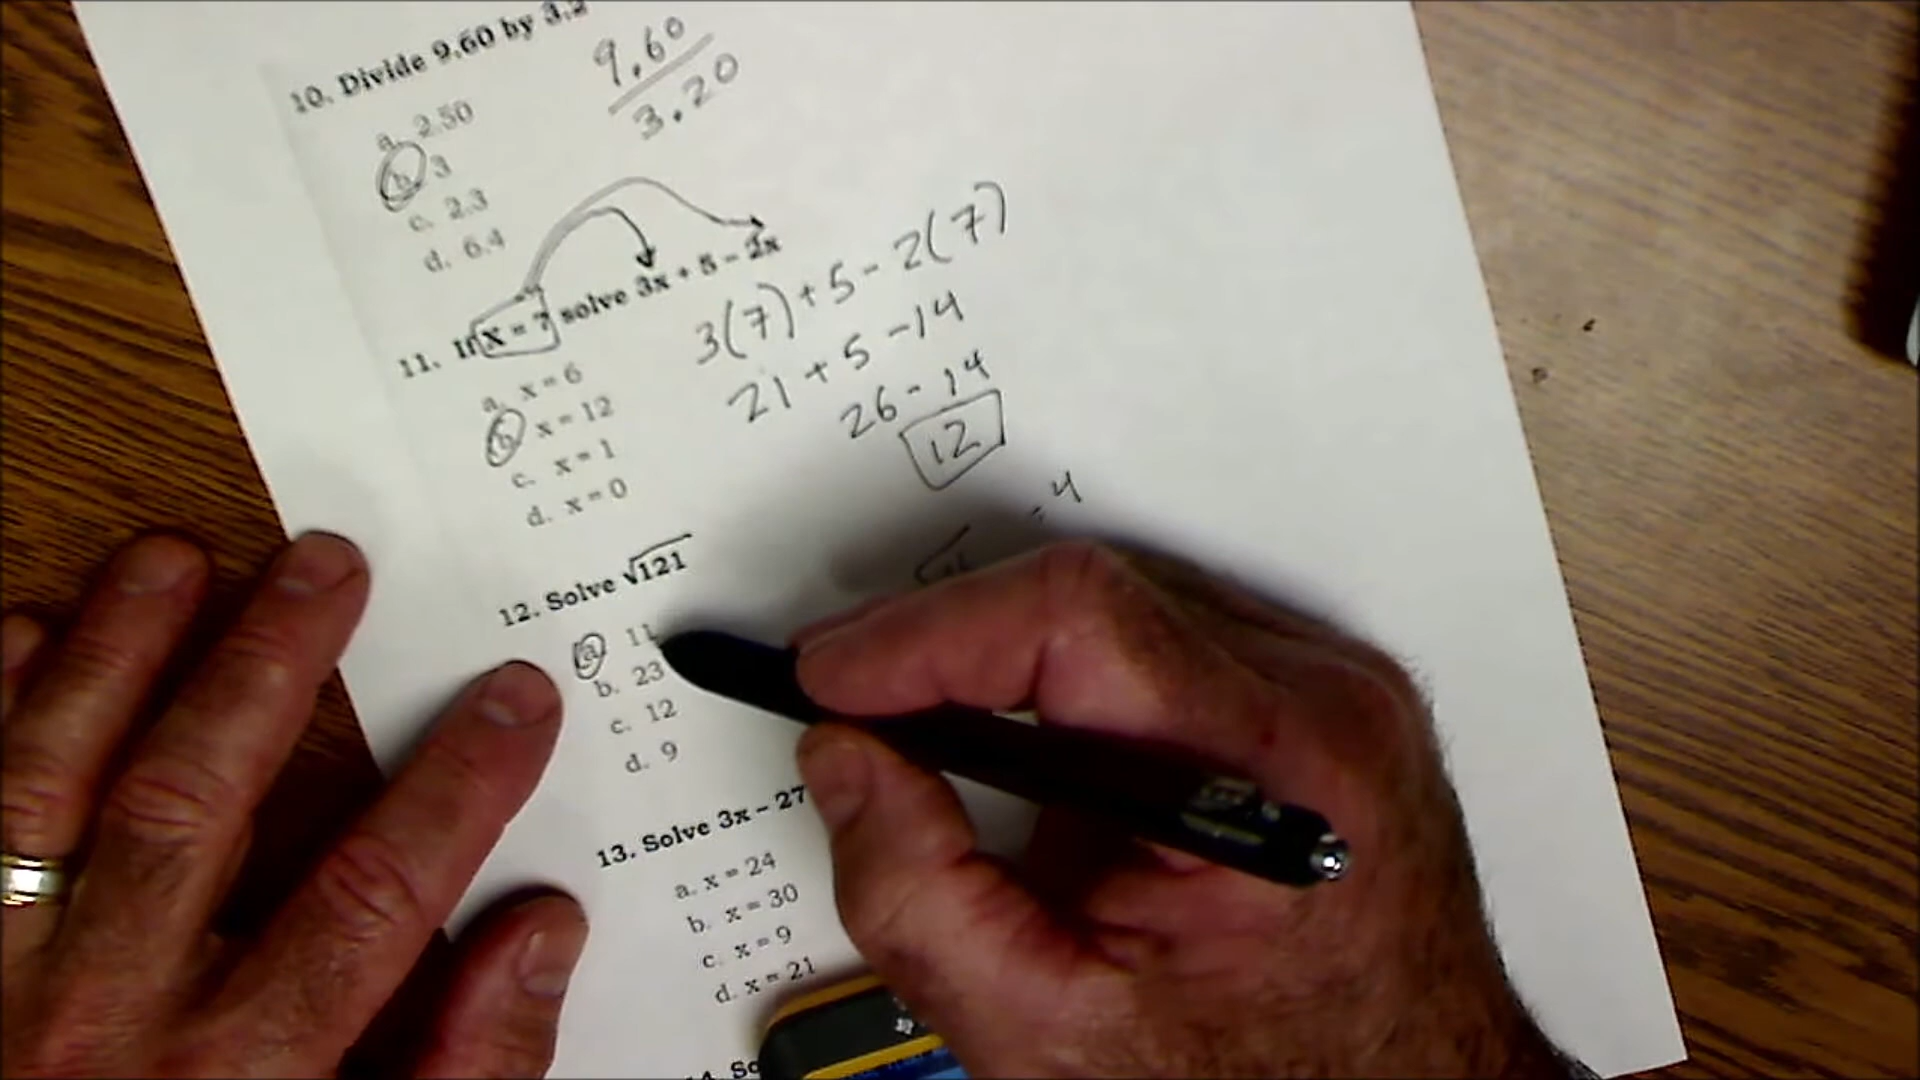 10. Divide 9.60 by 3.2
9.60
3.20
a. 2.50
b. 3
c. 2.3
d. 6.4
11. If x = 7 solve 3x + 5 - 2x
3(7) + 5 - 2(7)
21 + 5 - 14
26 - 14
12
a. x = 6
b. x = 12
c. x = 1
d. x = 0
= 4
12. Solve √121
a. 11
b. 23
c. 12
d. 9
13. Solve 3x - 27
a. x = 24
b. x = 30
c. x = 9
d. x = 21